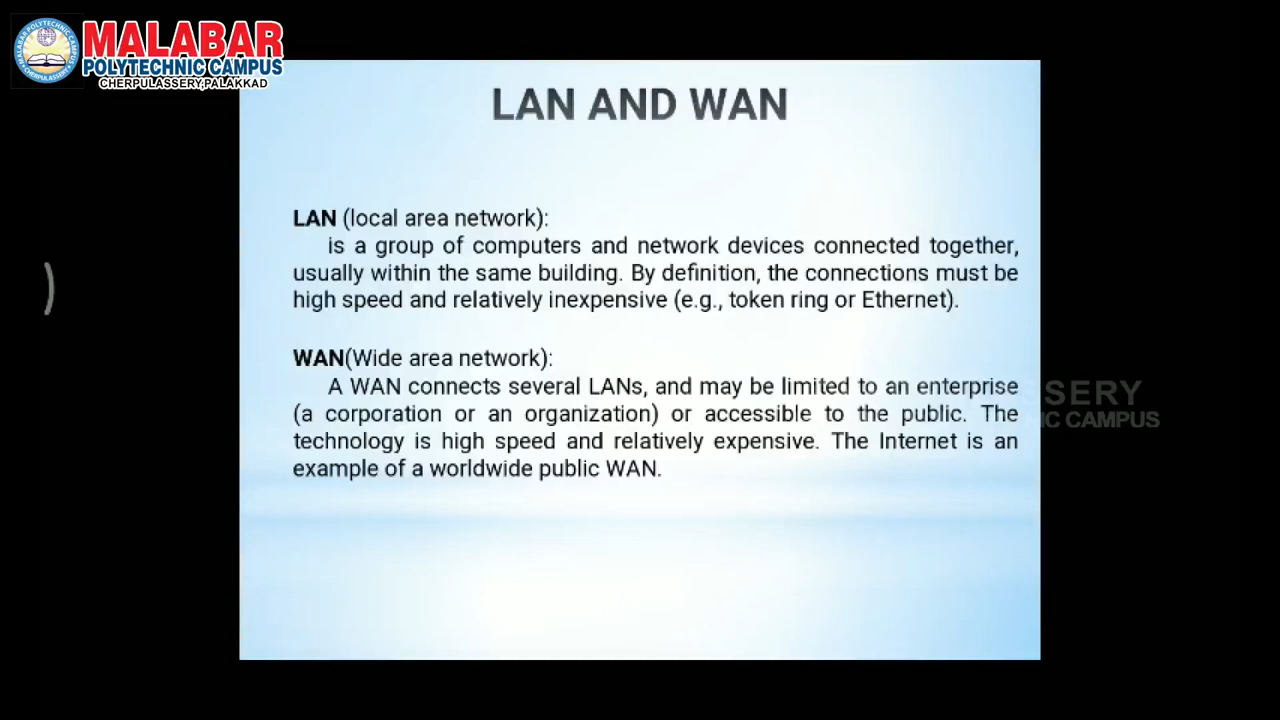 MALABAR
POLYTECHNIC CAMPUS
CHERPULASSERY,PALAKKAD
LAN AND WAN
LAN (local area network):
is a group of computers and network devices connected together,
usually within the same building. By definition, the connections must be
high speed and relatively inexpensive (e.g., token ring or Ethernet).
WAN(Wide area network):
A WAN connects several LANs, and may be limited to an enterprise
(a corporation or an organization) or accessible to the public. The
technology is high speed and relatively expensive. The Internet is an
example of a worldwide public WAN.
CAMPUS